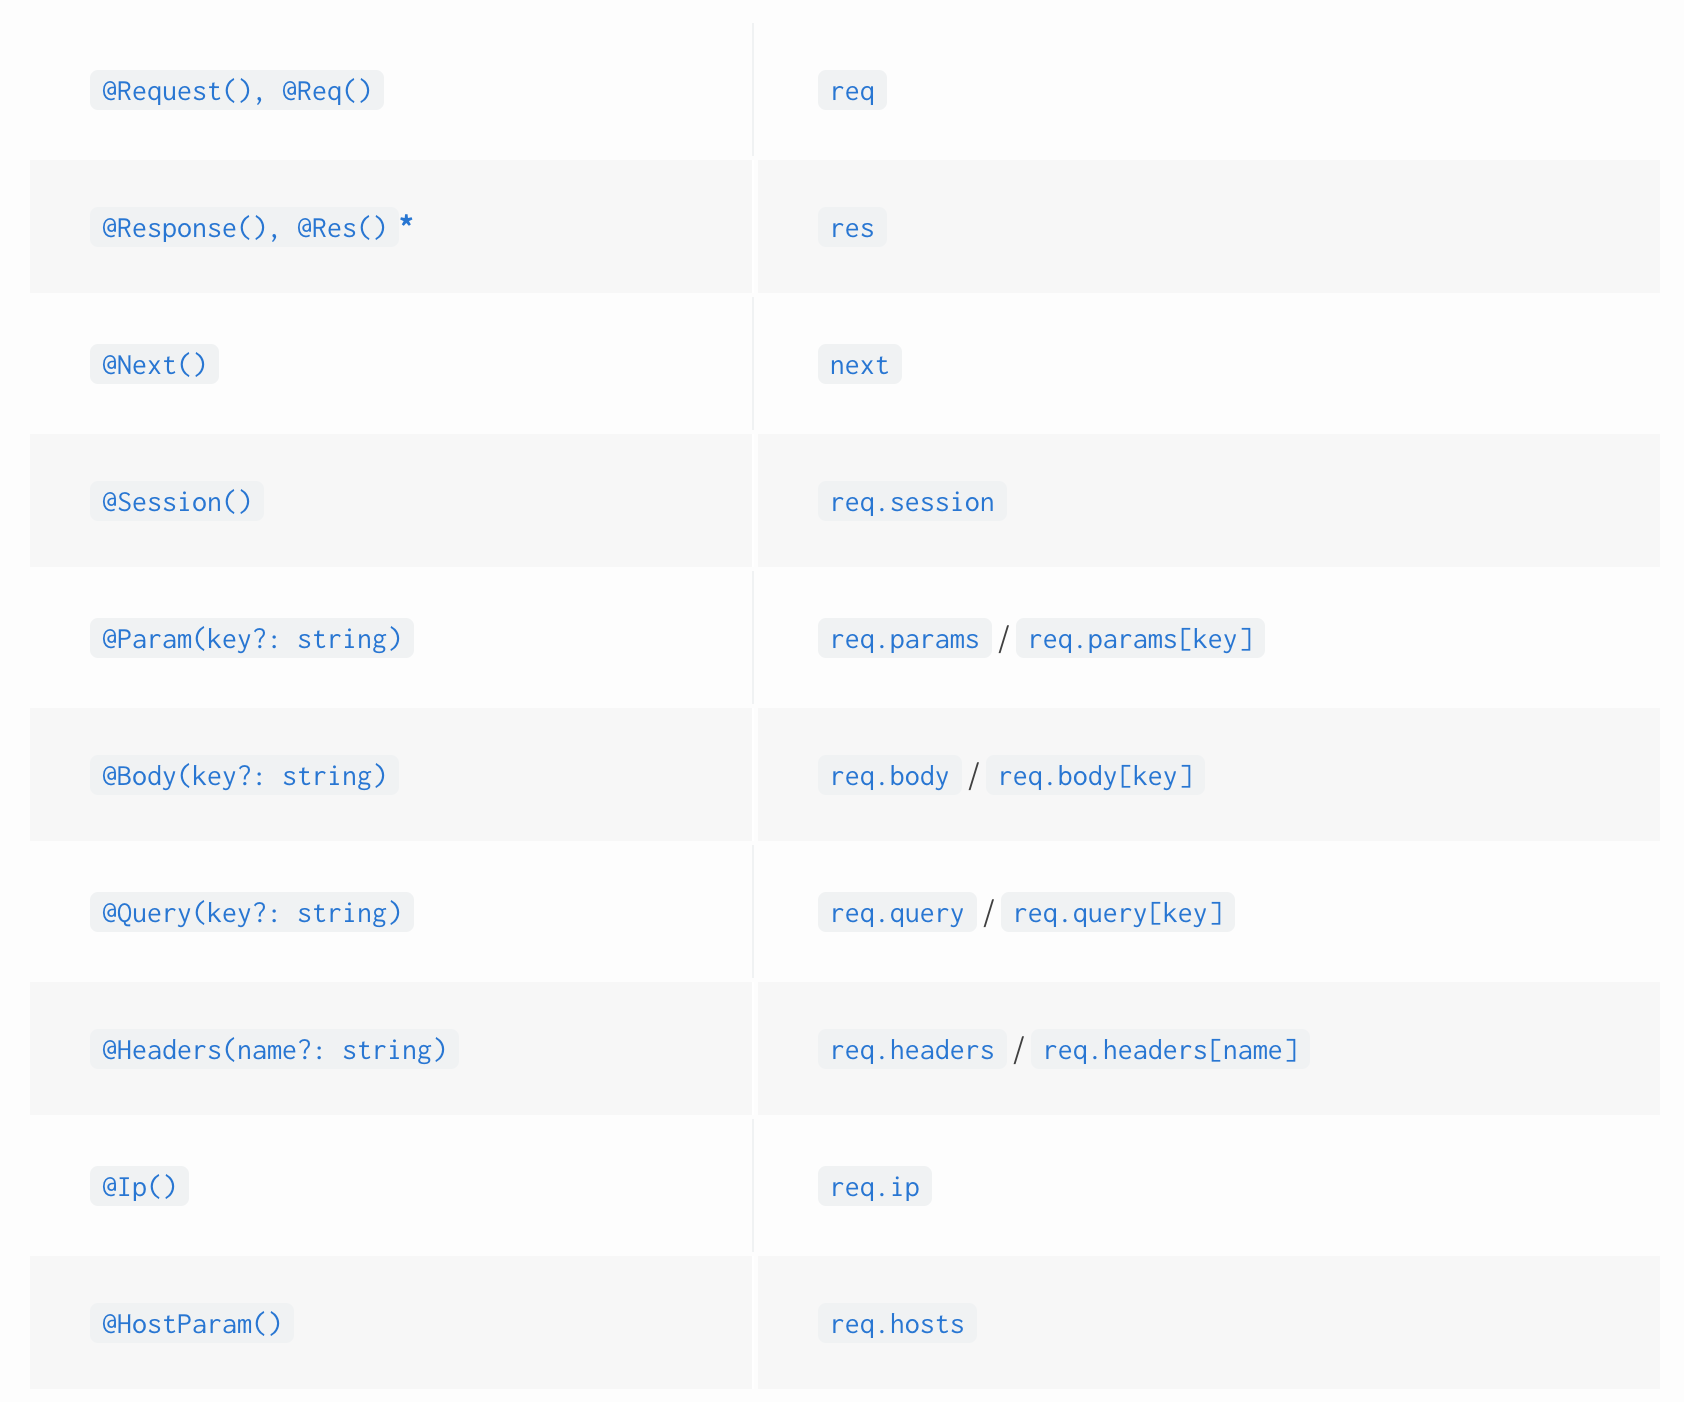 @Request(), @Req() req
@Response(), @Res()* res
@Next() next
@Session() req.session
@Param(key?: string) req.params / req.params[key]
@Body(key?: string) req.body / req.body[key]
@Query(key?: string) req.query / req.query[key]
@Headers(name?: string) req.headers / req.headers[name]
@Ip() req.ip
@HostParam() req.hosts